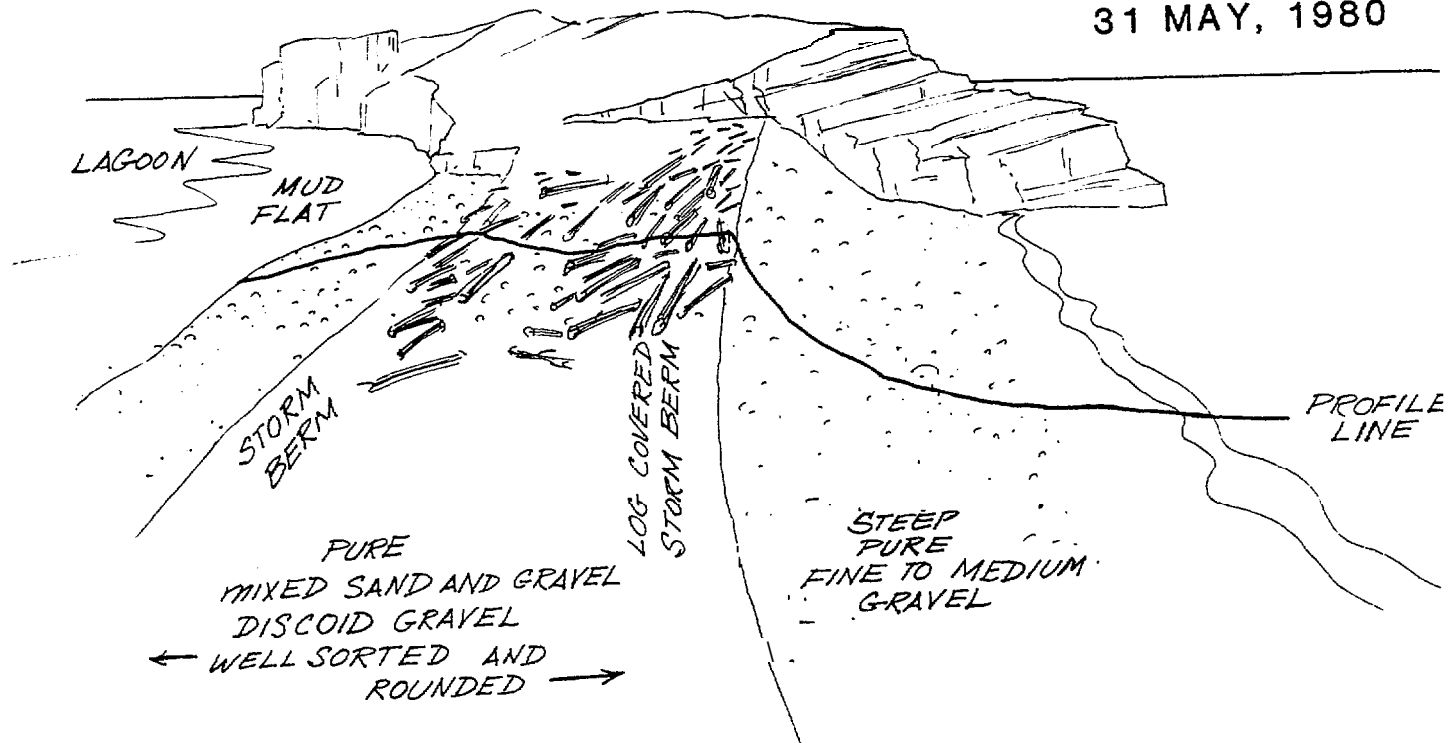 31 MAY, 1980
LAGOON
MUD
FLAT
STORM
BERM
LOG COVERED
STORM BERM
PROFILE
LINE
PURE
MIXED SAND AND GRAVEL
DISCOID GRAVEL
WELL SORTED AND
ROUNDED
STEEP
PURE
FINE TO MEDIUM
GRAVEL